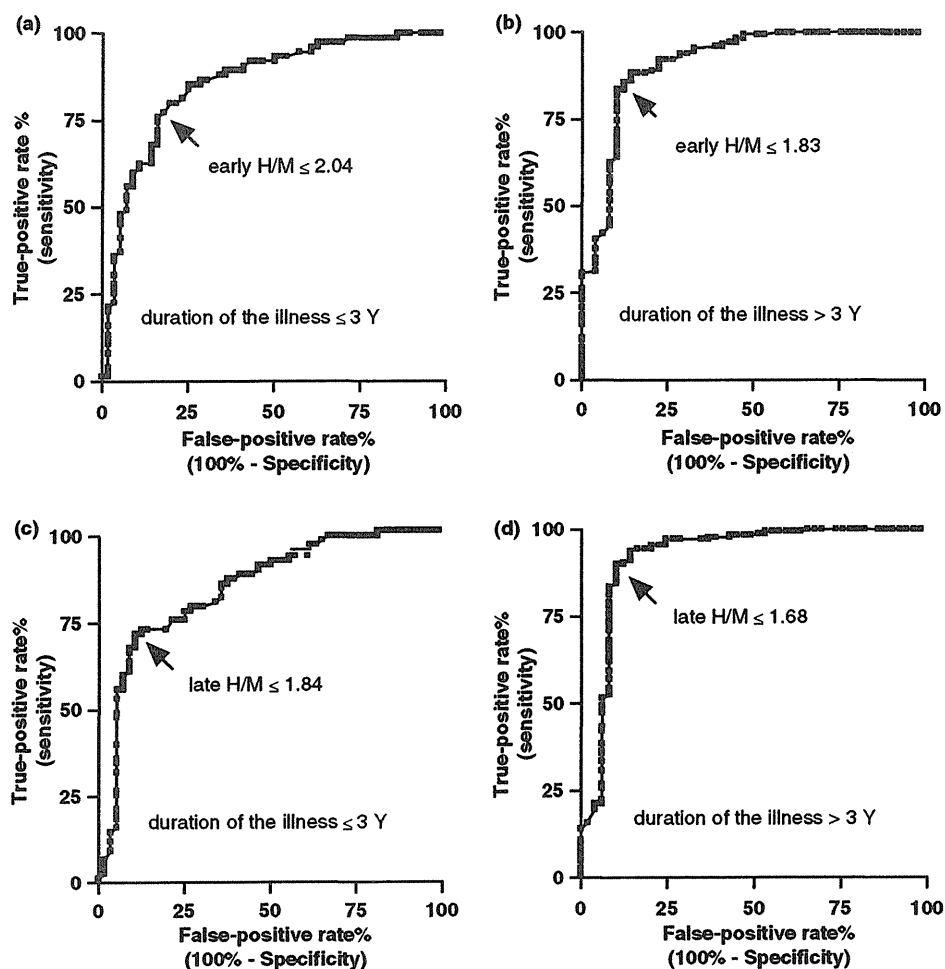 (a)
100
75
50
25
0
True-positive rate %
(sensitivity)
early H/M ≤ 2.04
duration of the illness ≤ 3 Y
0 25 50 75 100
False-positive rate%
(100% - Specificity)
(b)
100
75
50
25
0
True-positive rate%
(sensitivity)
early H/M ≤ 1.83
duration of the illness > 3 Y
0 25 50 75 100
False-positive rate%
(100% - Specificity)
(c)
100
75
50
25
0
True-positive rate%
(sensitivity)
late H/M ≤ 1.84
duration of the illness ≤ 3 Y
0 25 50 75 100
False-positive rate%
(100% - Specificity)
(d)
100
75
50
25
0
True-positive rate%
(sensitivity)
late H/M ≤ 1.68
duration of the illness > 3 Y
0 25 50 75 100
False-positive rate%
(100% - Specificity)